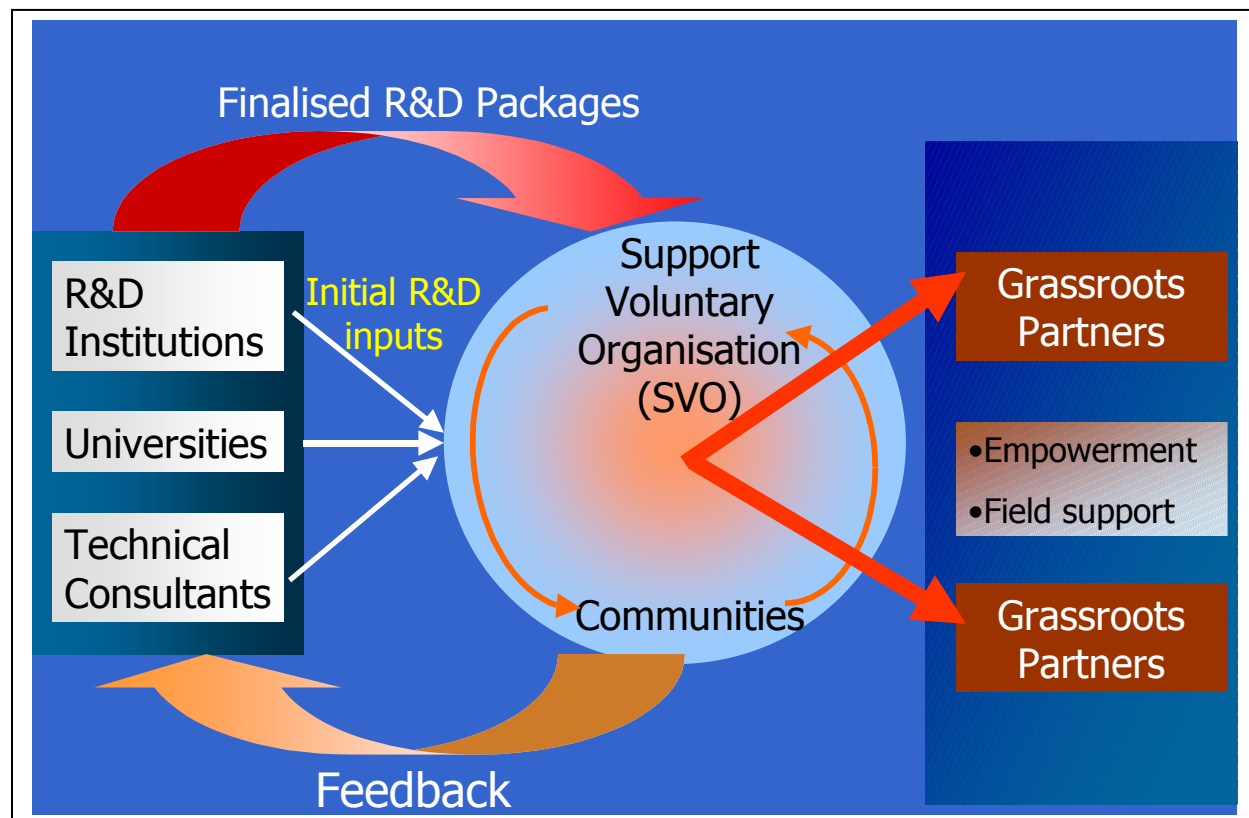 Finalised R&D Packages
R&D
Institutions
Universities
Technical
Consultants
Initial R&D
inputs
Support
Voluntary
Organisation
(SVO)
Communities
Grassroots
Partners
•Empowerment
•Field support
Grassroots
Partners
Feedback